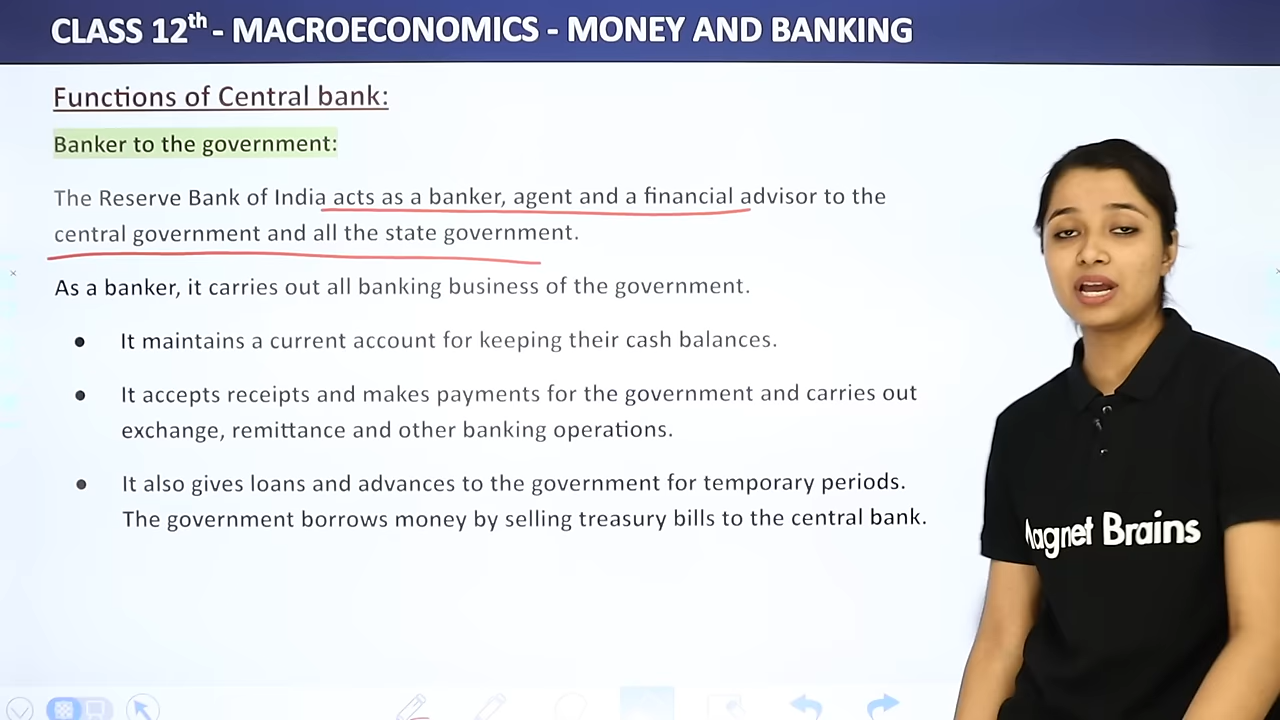 CLASS 12th - MACROECONOMICS - MONEY AND BANKING
Functions of Central bank:
Banker to the government:
The Reserve Bank of India acts as a banker, agent and a financial advisor to the
central government and all the state government.
As a banker, it carries out all banking business of the government.
● It maintains a current account for keeping their cash balances.
● It accepts receipts and makes payments for the government and carries out
exchange, remittance and other banking operations.
● It also gives loans and advances to the government for temporary periods.
The government borrows money by selling treasury bills to the central bank.
Magnet Brains